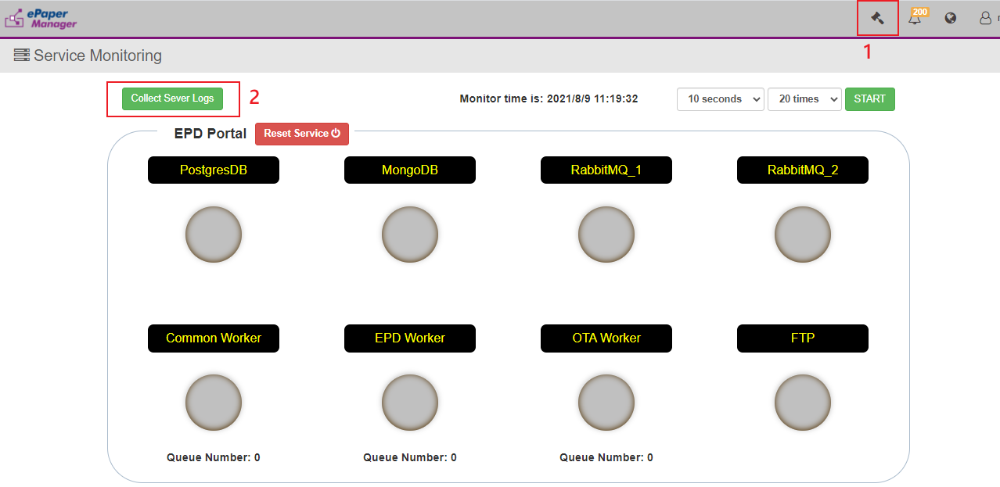 ePaper
Manager
200
1
Service Monitoring
Collect Sever Logs
2
Monitor time is: 2021/8/9 11:19:32
10 seconds
20 times
START
EPD Portal
Reset Service
PostgresDB
MongoDB
RabbitMQ_1
RabbitMQ_2
Common Worker
EPD Worker
OTA Worker
FTP
Queue Number: 0
Queue Number: 0
Queue Number: 0